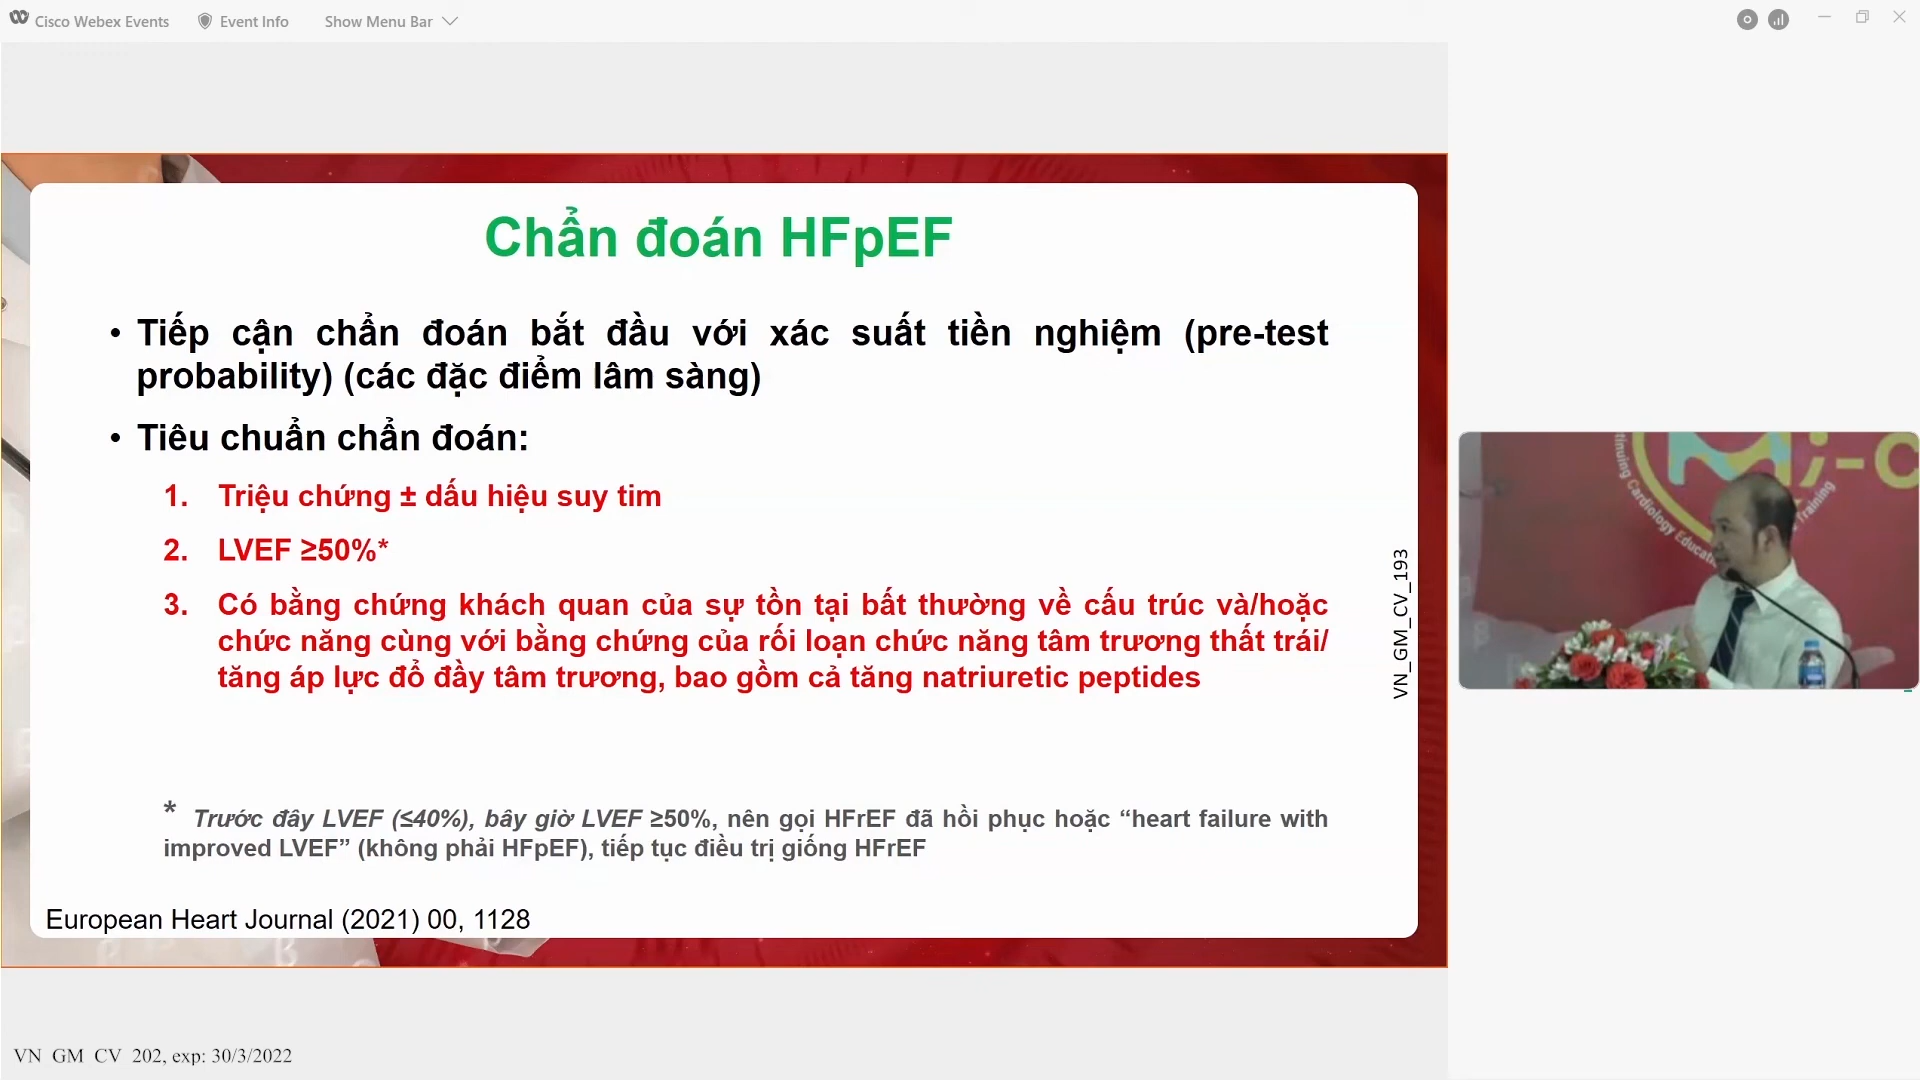 Cisco Webex Events
Event Info
Show Menu Bar
Chẩn đoán HFpEF
• Tiếp cận chẩn đoán bắt đầu với xác suất tiền nghiệm (pre-test
probability) (các đặc điểm lâm sàng)
• Tiêu chuẩn chẩn đoán:
1. Triệu chứng ± dấu hiệu suy tim
2. LVEF ≥50%*
3. Có bằng chứng khách quan của sự tồn tại bất thường về cấu trúc và/hoặc
chức năng cùng với bằng chứng của rối loạn chức năng tâm trương thất trái/
tăng áp lực đổ đầy tâm trương, bao gồm cả tăng natriuretic peptides
* Trước đây LVEF (≤40%), bây giờ LVEF ≥50%, nên gọi HFrEF đã hồi phục hoặc “heart failure with
improved LVEF” (không phải HFpEF), tiếp tục điều trị giống HFrEF
European Heart Journal (2021) 00, 1128
VN_GM_CV_193
tinuing Cardiology Educat
Training
i-C
VN_GM_CV_202, exp: 30/3/2022